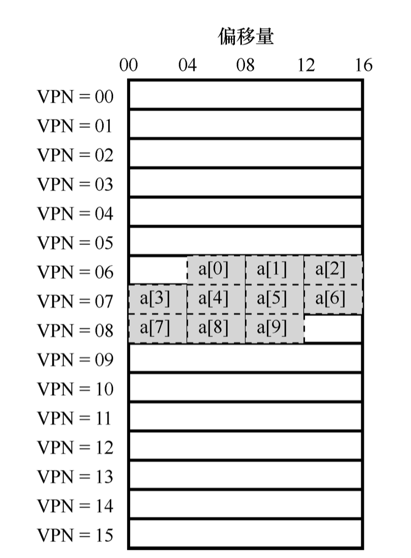 偏移量
00 04 08 12 16
VPN = 00
VPN = 01
VPN = 02
VPN = 03
VPN = 04
VPN = 05
VPN = 06 a[0] a[1] a[2]
VPN = 07 a[3] a[4] a[5] a[6]
VPN = 08 a[7] a[8] a[9]
VPN = 09
VPN = 10
VPN = 11
VPN = 12
VPN = 13
VPN = 14
VPN = 15